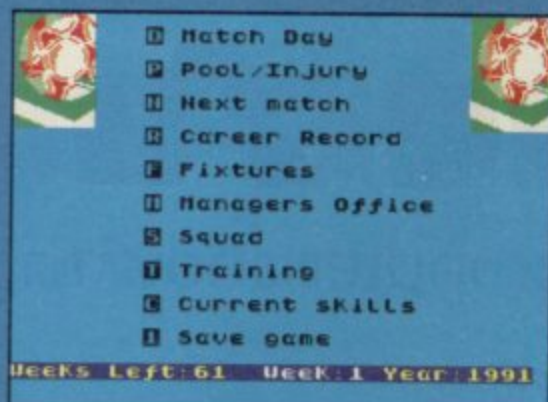 D Match Day
P Pool/Injury
N Next match
R Career Record
F Fixtures
Managers Office
S Squad
T Training
C Current skills
Save game
Weeks Left:61 Week:1 Year:1991